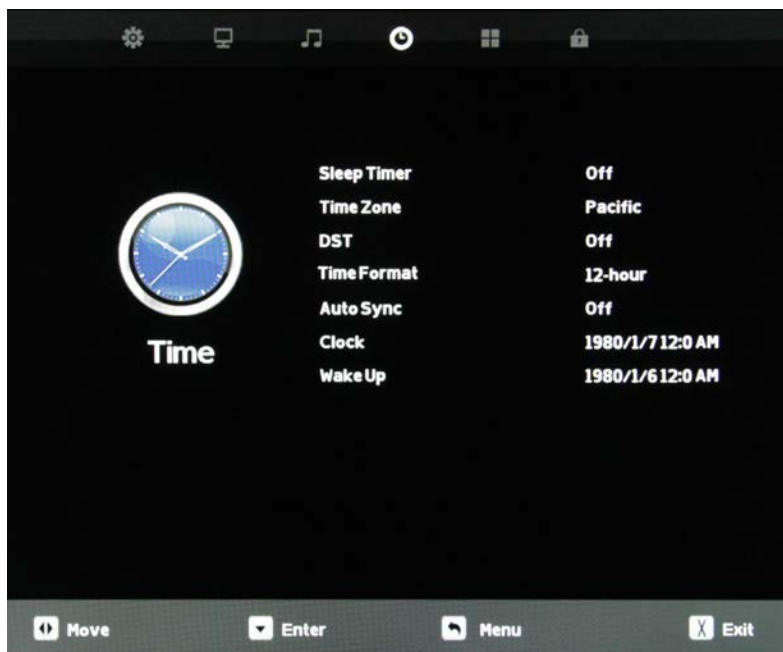 Sleep Timer Off
Time Zone Pacific
DST Off
Time Format 12-hour
Auto Sync Off
Clock 1980/1/7 12:0 AM
Time
Wake Up 1980/1/6 12:0 AM
Move Enter Menu X Exit